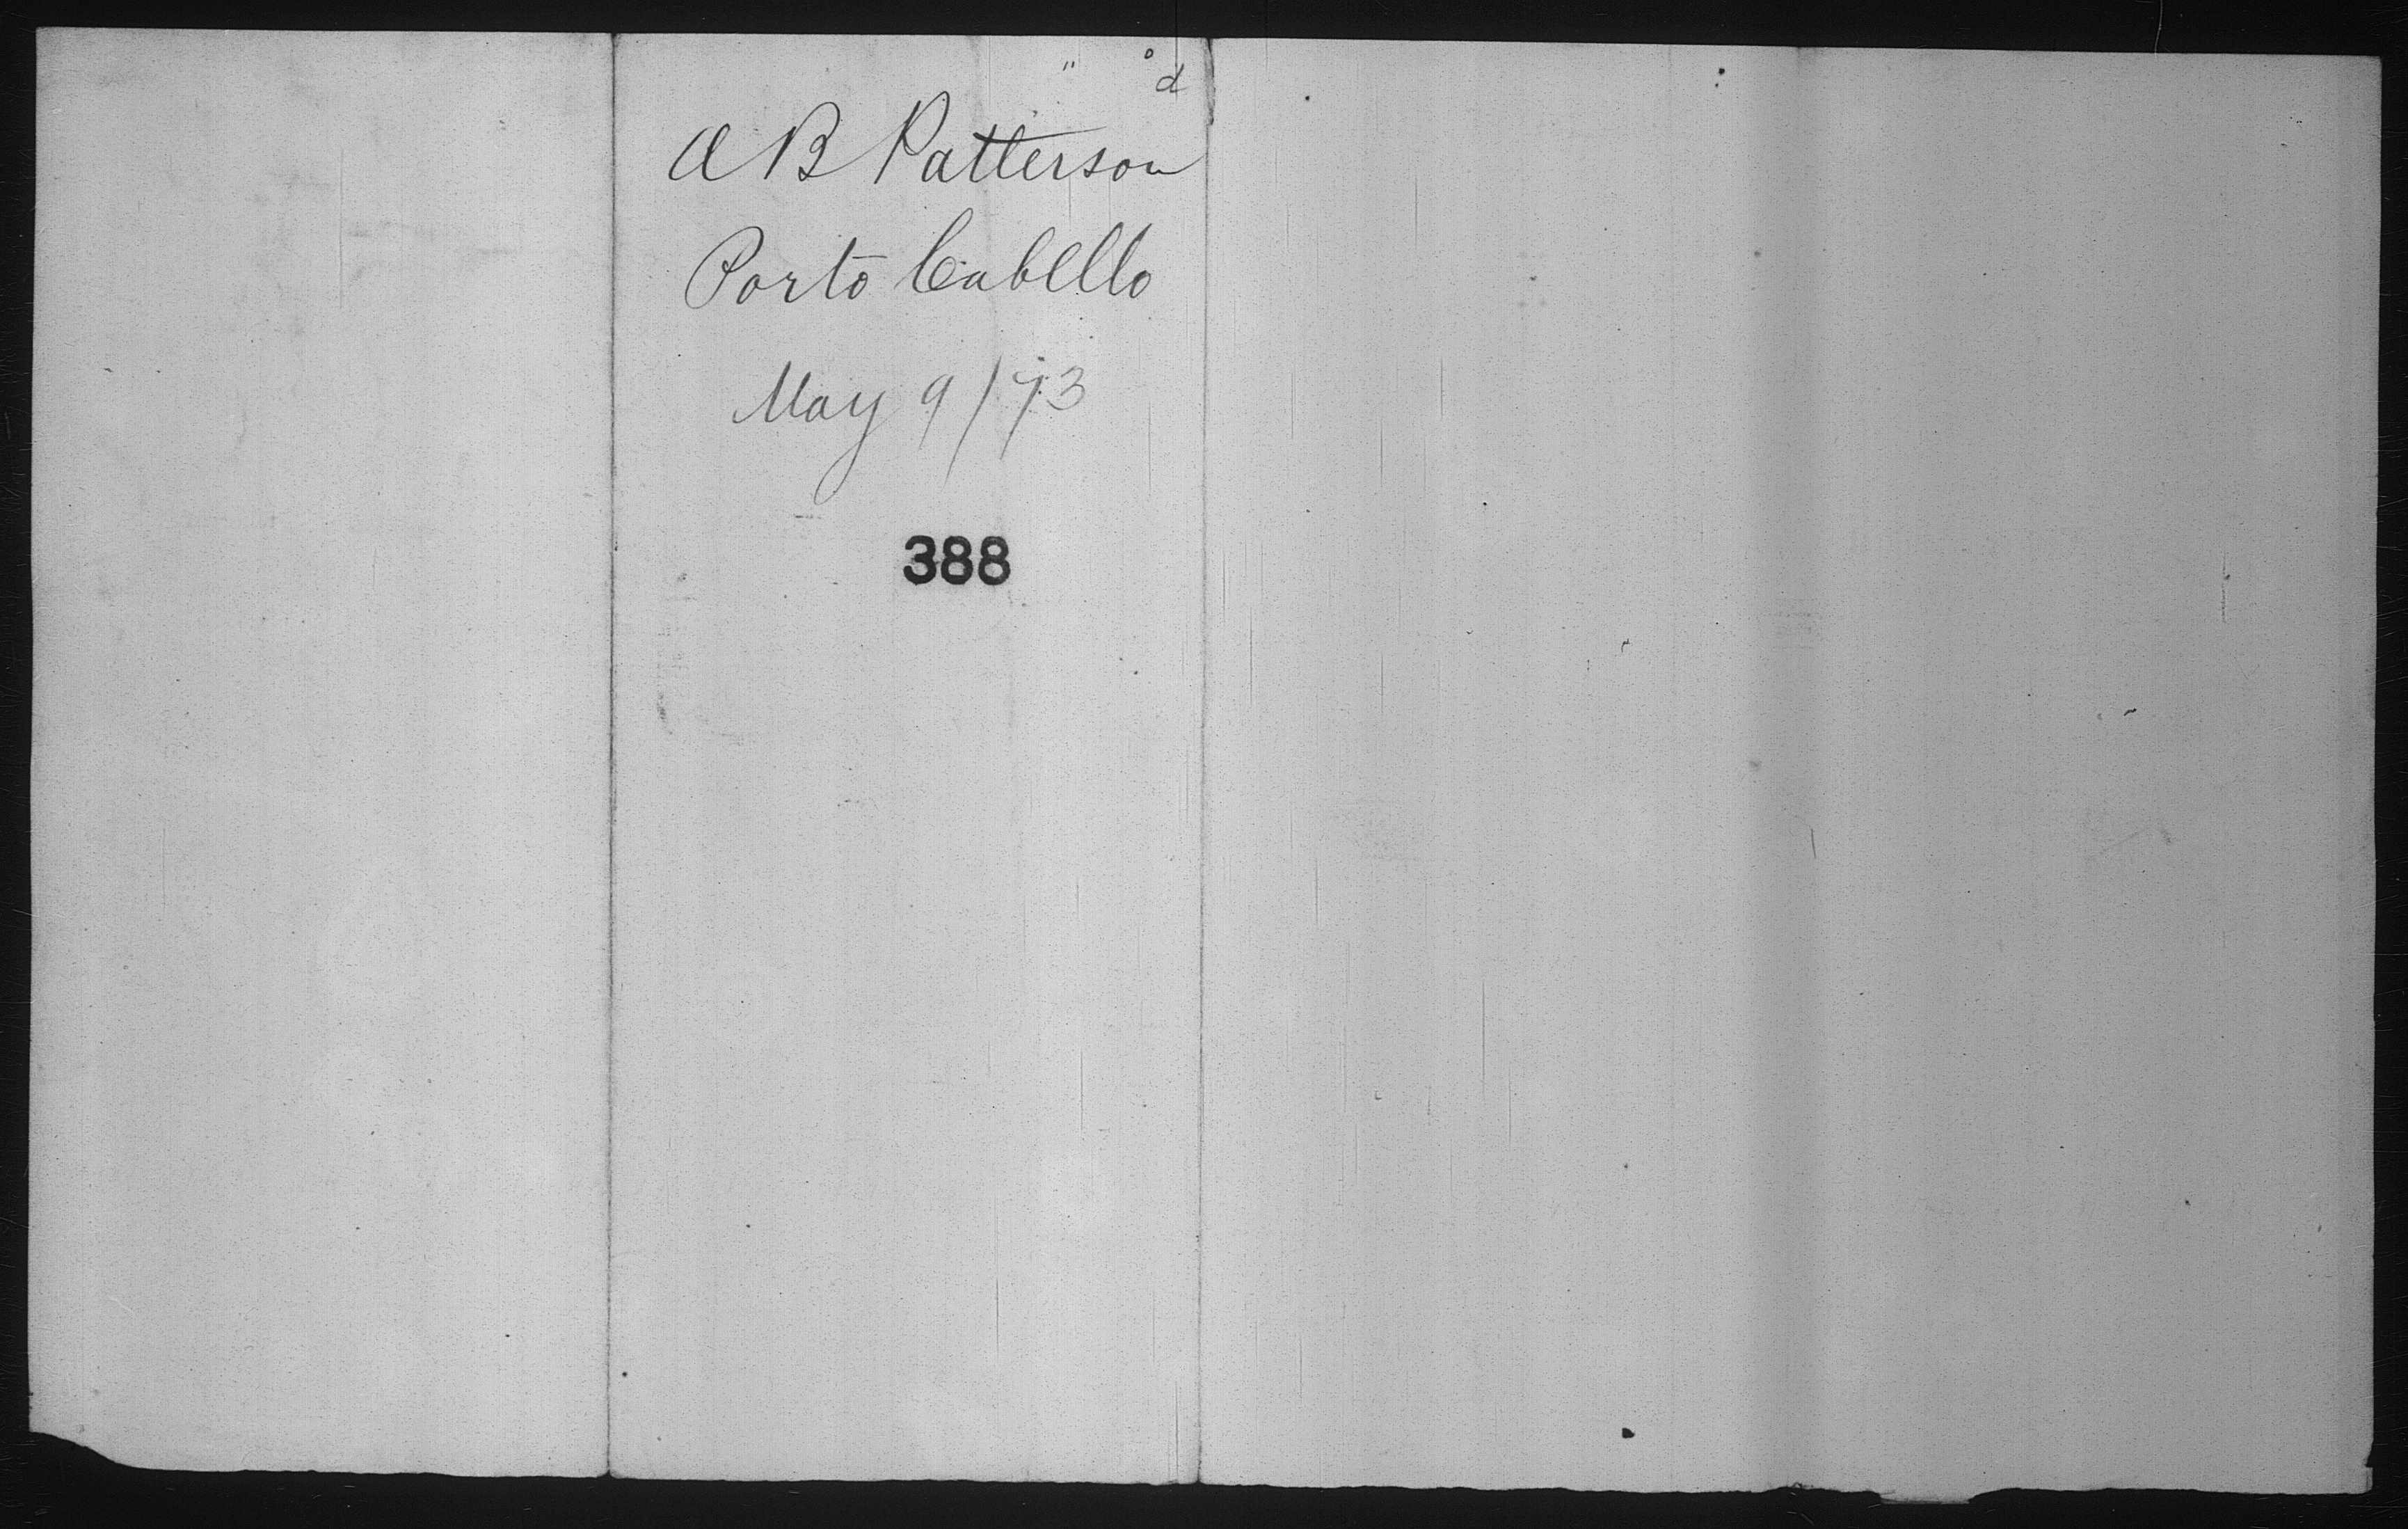 A B Patterson
Porto Cabello
May 9/73
388